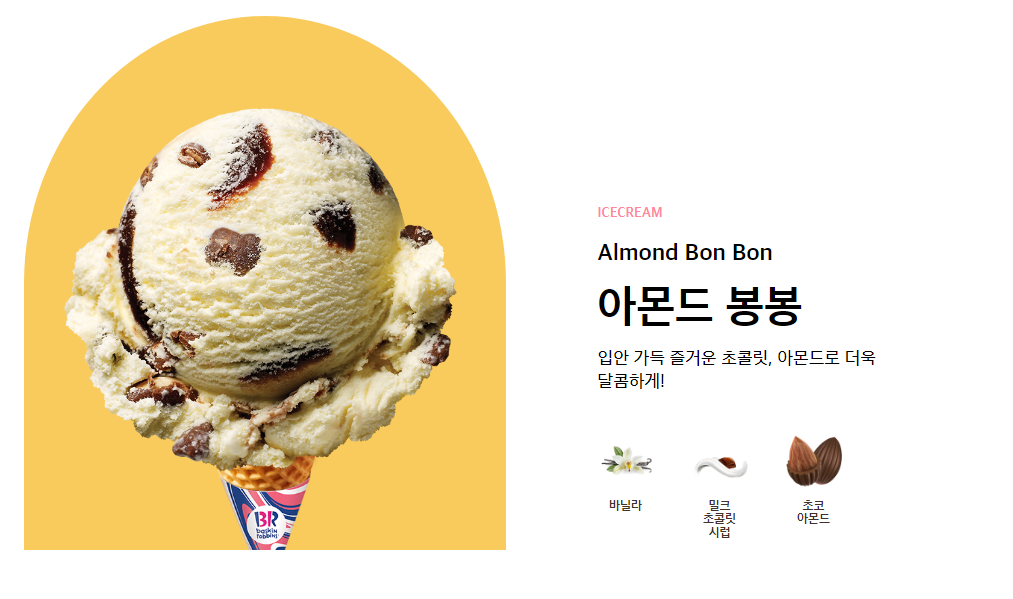 ICECREAM
Almond Bon Bon
아몬드 봉봉
입안 가득 즐거운 초콜릿, 아몬드로 더욱
달콤하게!
바닐라
밀크
초콜릿
시럽
초코
아몬드
BR
baskin
robbins